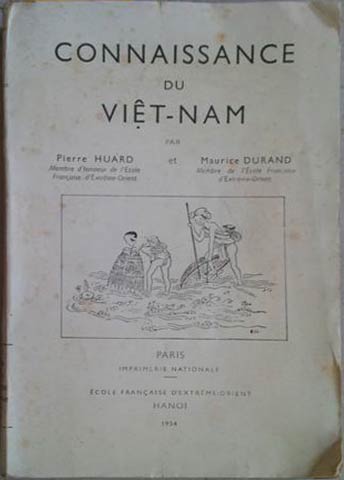 CONNAISSANCE
DU
VIỆT-NAM
PAR
Pierre HUARD et Maurice DURAND
Membre d'honneur de l'École Membre de l'École Française
Française d'Extrême-Orient d'Extrême-Orient
PARIS
IMPRIMERIE NATIONALE
ÉCOLE FRANÇAISE D'EXTRÊME-ORIENT
HANOI
1954